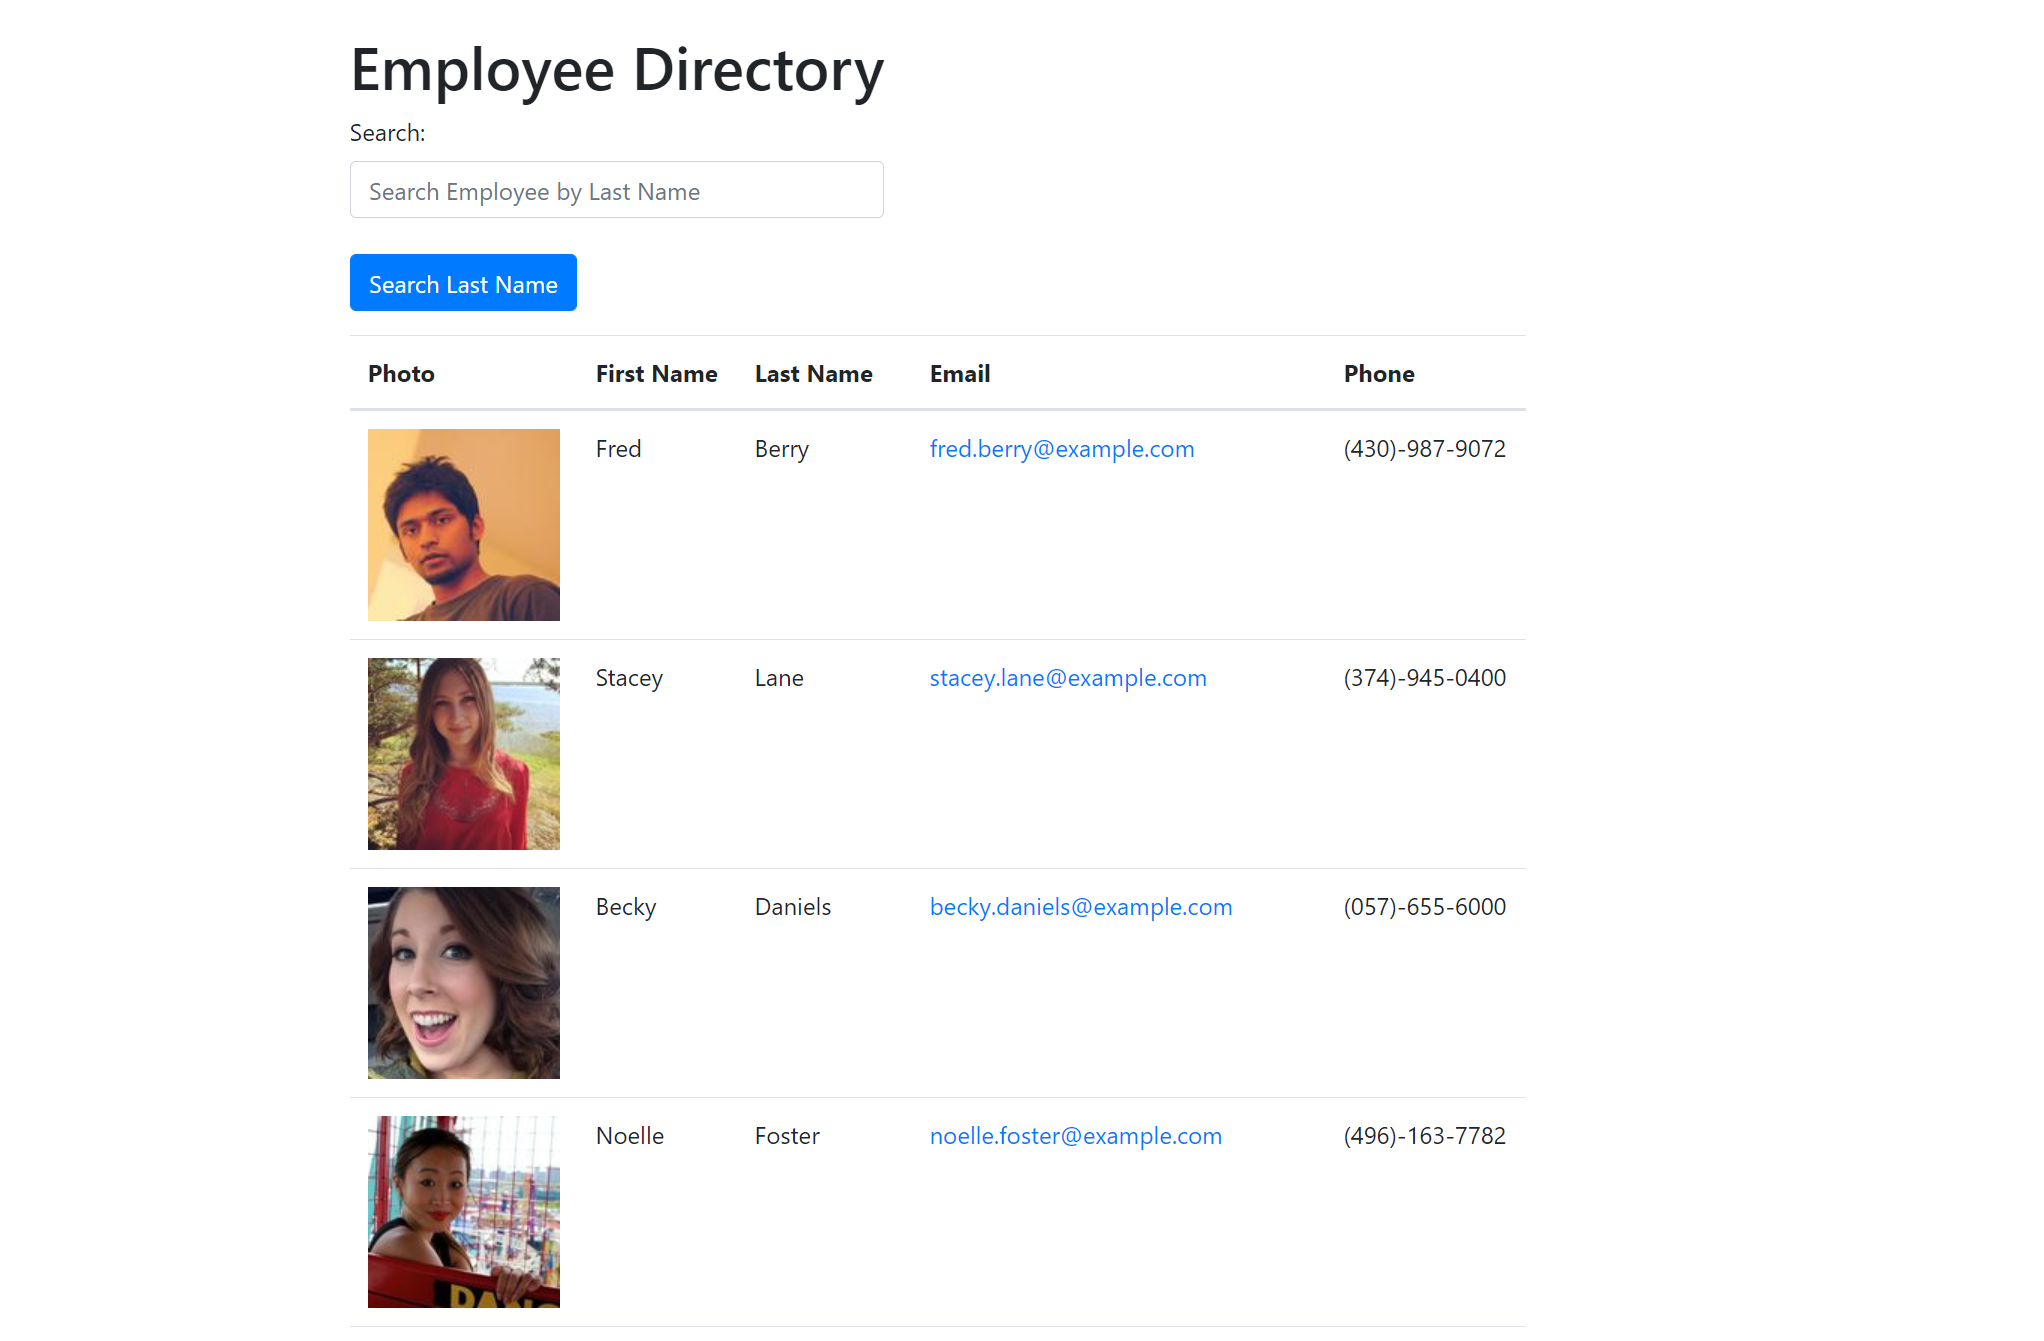 Employee Directory
Search:
Search Employee by Last Name
Search Last Name
Photo First Name Last Name Email Phone
Fred Berry fred.berry@example.com (430)-987-9072
Stacey Lane stacey.lane@example.com (374)-945-0400
Becky Daniels becky.daniels@example.com (057)-655-6000
Noelle Foster noelle.foster@example.com (496)-163-7782